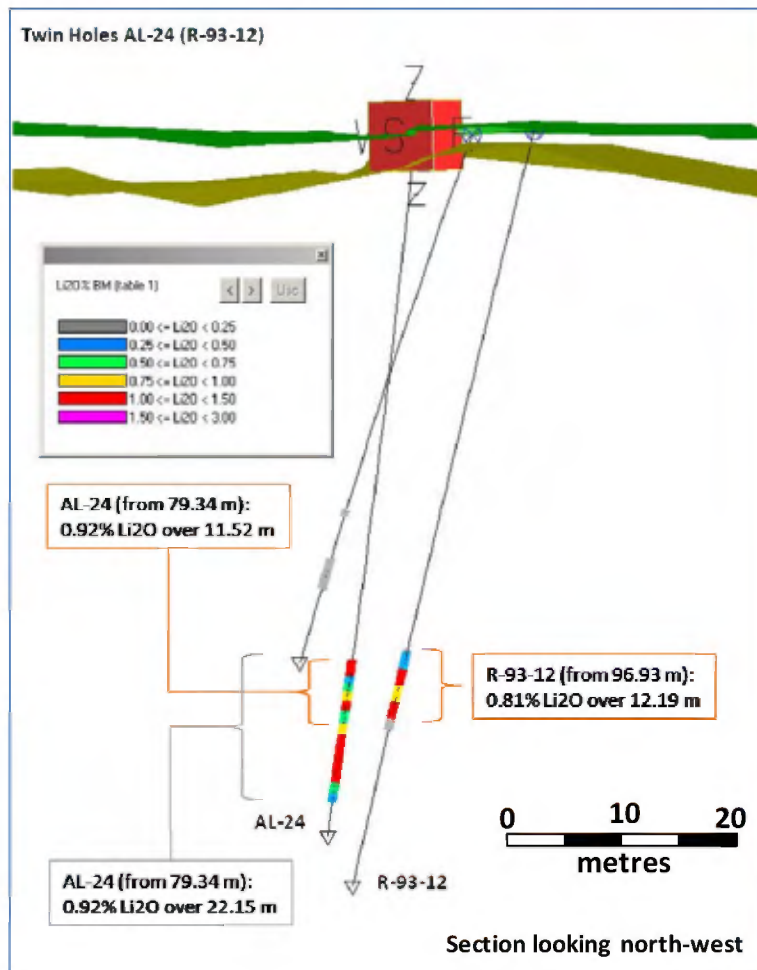 Twin Holes AL-24 (R-93-12)
Z
V S E
Z
Li2O% BM (table 1)
< > Use
0.00 <= Li2O < 0.25
0.25 <= Li2O < 0.50
0.50 <= Li2O < 0.75
0.75 <= Li2O < 1.00
1.00 <= Li2O < 1.50
1.50 <= Li2O < 3.00
AL-24 (from 79.34 m):
0.92% Li2O over 11.52 m
R-93-12 (from 96.93 m):
0.81% Li2O over 12.19 m
AL-24
R-93-12
AL-24 (from 79.34 m):
0.92% Li2O over 22.15 m
0 10 20
metres
Section looking north-west